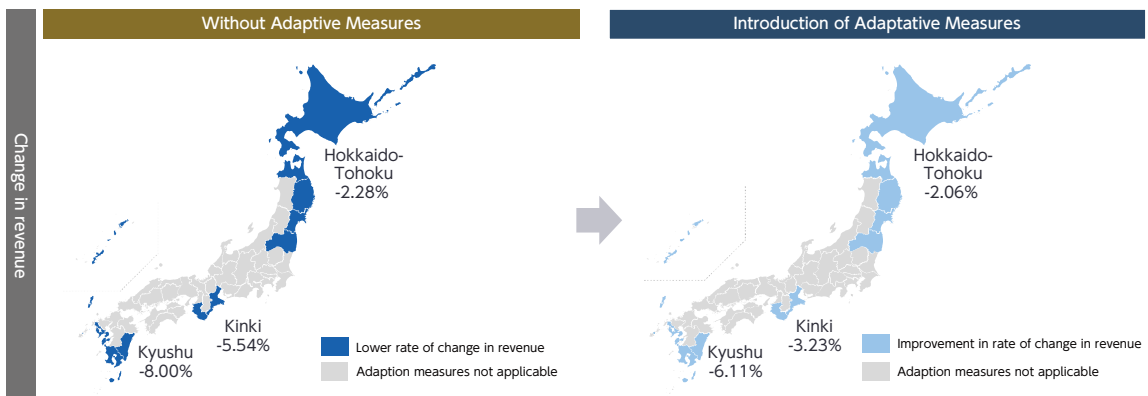 Without Adaptive Measures
Introduction of Adaptative Measures
Change in revenue
Hokkaido-
Tohoku
-2.28%
Kinki
-5.54%
Kyushu
-8.00%
Lower rate of change in revenue
Adaption measures not applicable
Hokkaido-
Tohoku
-2.06%
Kinki
-3.23%
Kyushu
-6.11%
Improvement in rate of change in revenue
Adaption measures not applicable